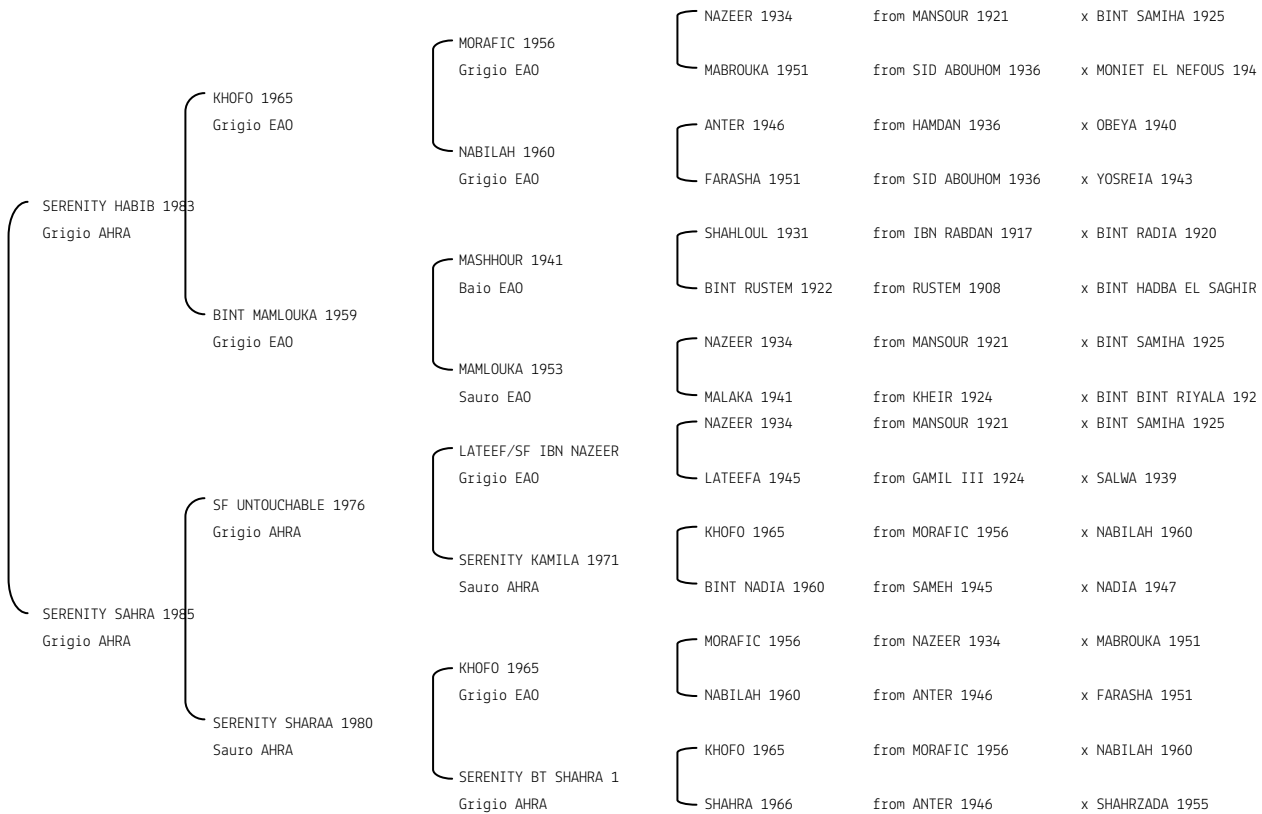 NAZEER 1934 from MANSOUR 1921 x BINT SAMIHA 1925
MORAFIC 1956
Grigio EAO
MABROUKA 1951 from SID ABOUHOM 1936 x MONIET EL NEFOUS 194
KHOFO 1965
Grigio EAO
ANTER 1946 from HAMDAN 1936 x OBEYA 1940
NABILAH 1960
Grigio EAO
FARASHA 1951 from SID ABOUHOM 1936 x YOSREIA 1943
SERENITY HABIB 1983
Grigio AHRA
SHAHLOUL 1931 from IBN RABDAN 1917 x BINT RADIA 1920
MASHHOUR 1941
Baio EAO
BINT RUSTEM 1922 from RUSTEM 1908 x BINT HADBA EL SAGHIR
BINT MAMLOUKA 1959
Grigio EAO
NAZEER 1934 from MANSOUR 1921 x BINT SAMIHA 1925
MAMLOUKA 1953
Sauro EAO
MALAKA 1941 from KHEIR 1924 x BINT BINT RIYALA 192
NAZEER 1934 from MANSOUR 1921 x BINT SAMIHA 1925
LATEEF/SF IBN NAZEER
Grigio EAO
LATEEFA 1945 from GAMIL III 1924 x SALWA 1939
SF UNTOUCHABLE 1976
Grigio AHRA
KHOFO 1965 from MORAFIC 1956 x NABILAH 1960
SERENITY KAMILA 1971
Sauro AHRA
BINT NADIA 1960 from SAMEH 1945 x NADIA 1947
SERENITY SAHRA 1985
Grigio AHRA
MORAFIC 1956 from NAZEER 1934 x MABROUKA 1951
KHOFO 1965
Grigio EAO
NABILAH 1960 from ANTER 1946 x FARASHA 1951
SERENITY SHARAA 1980
Sauro AHRA
KHOFO 1965 from MORAFIC 1956 x NABILAH 1960
SERENITY BT SHAHRA 1
Grigio AHRA
SHAHRA 1966 from ANTER 1946 x SHAHRZADA 1955